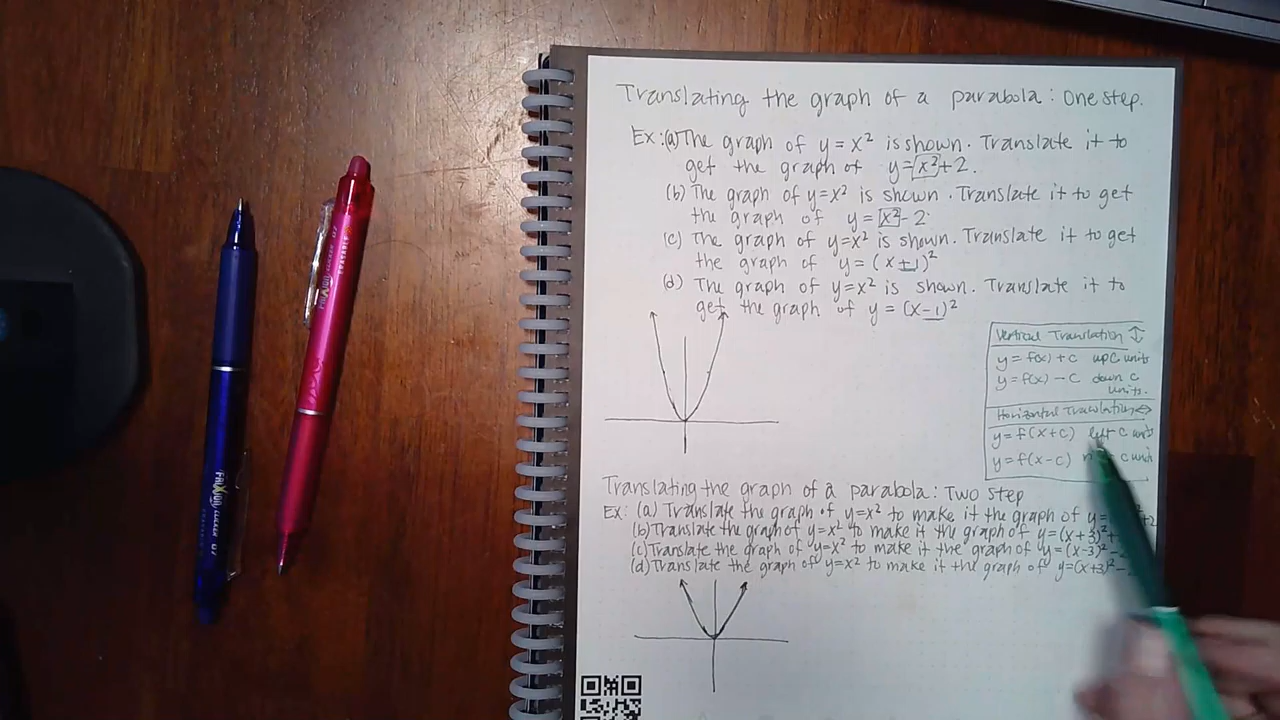 Translating the graph of a parabola: One step.
Ex:(a)The graph of y = x² is shown. Translate it to
get the graph of y=x²+2.
(b) The graph of y=x² is shown. Translate it to get
the graph of y = x²-2.
(c) The graph of y=x² is shown. Translate it to get
the graph of y = (x+1)²
(d) The graph of y=x² is shown. Translate it to
get the graph of y = (x-1)²
Vertical Translation ↕
y = f(x) + c up c units
y = f(x) - c down c
units.
Horizontal Translation ↔
y = f(x+c) left c units
y = f(x-c) c units
Translating the graph of a parabola: Two step
Ex: (a) Translate the graph of y=x² to make it the graph of
(b) Translate the graph of y=x² to make it the graph of y=(x+3)²
(c) Translate the graph of y=x² to make it the graph of y=(x-3)²
(d) Translate the graph of y=x² to make it the graph of y=(x+3)²
FRIXION CLICKER 07
ERASABLE